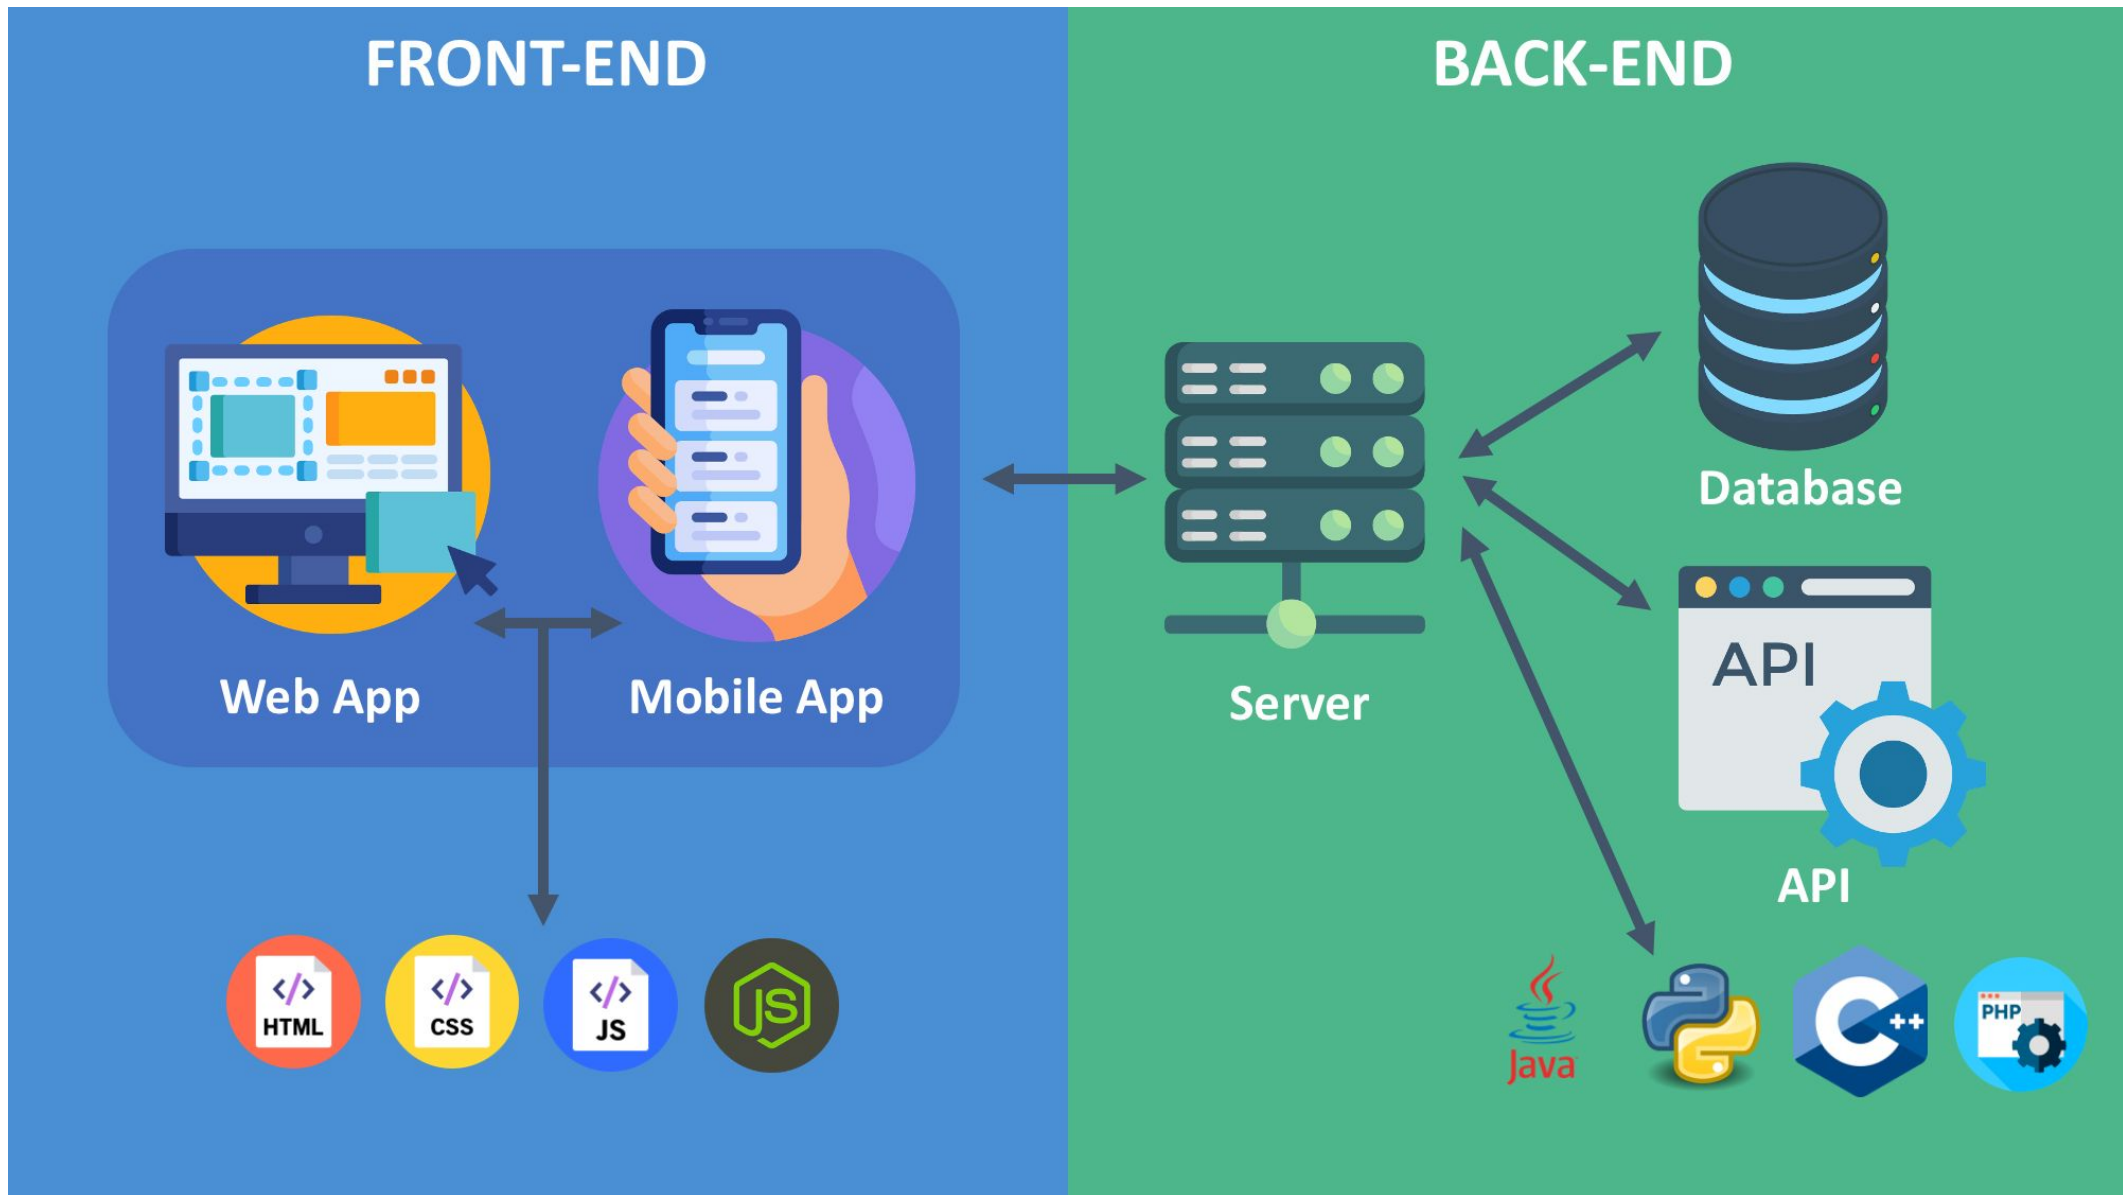 FRONT-END
BACK-END
Web App
Mobile App
Server
Database
API
API
</>
HTML
</>
CSS
</>
JS
JS
Java
C++
PHP